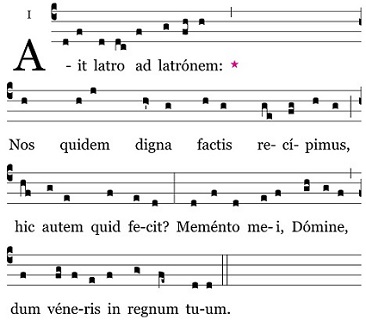 I
A - it latro ad latrónem: *
Nos quidem digna factis re- cí- pimus,
hic autem quid fe-cit? Meménto me-i, Dómine,
dum véne-ris in regnum tu-um.